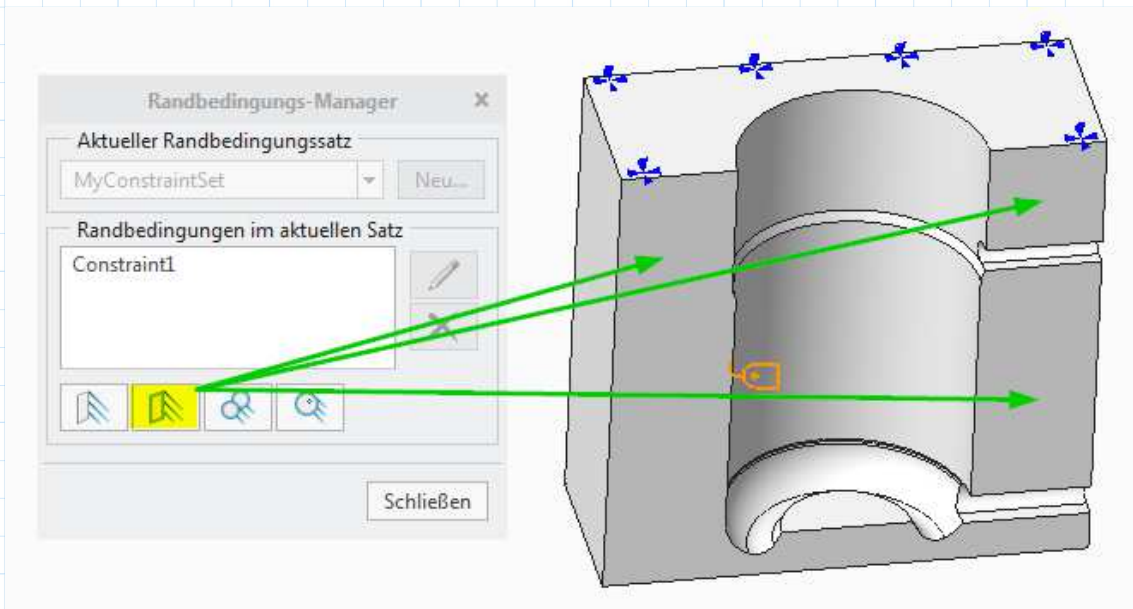 Randbedingungs-Manager
Aktueller Randbedingungssatz
MyConstraintSet
Neu...
Randbedingungen im aktuellen Satz
Constraint1
Schließen